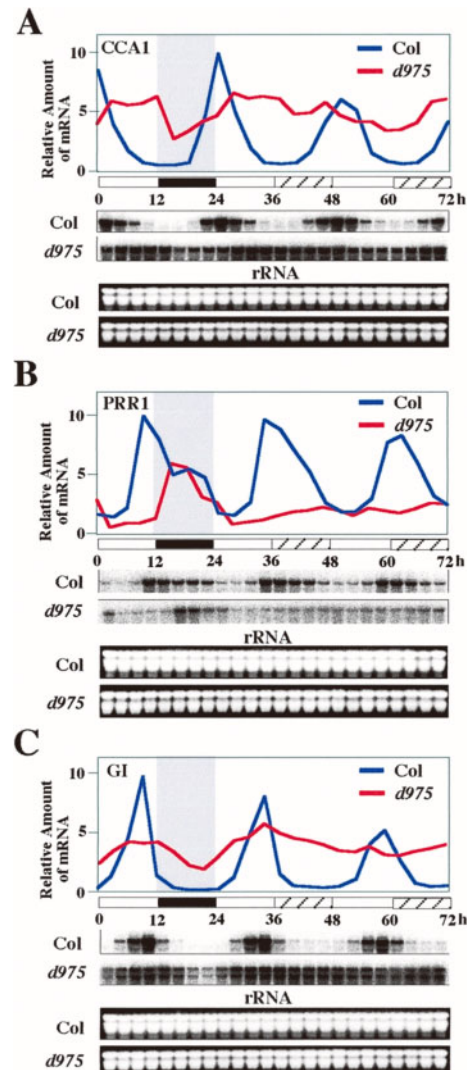 A
CCA1
Col
d975
Relative Amount
of mRNA
10
5
0
0 12 24 36 48 60 72 h
Col
d975
rRNA
Col
d975
B
PRR1
Col
d975
Relative Amount
of mRNA
10
5
0
0 12 24 36 48 60 72 h
Col
d975
rRNA
Col
d975
C
GI
Col
d975
Relative Amount
of mRNA
10
5
0
0 12 24 36 48 60 72 h
Col
d975
rRNA
Col
d975